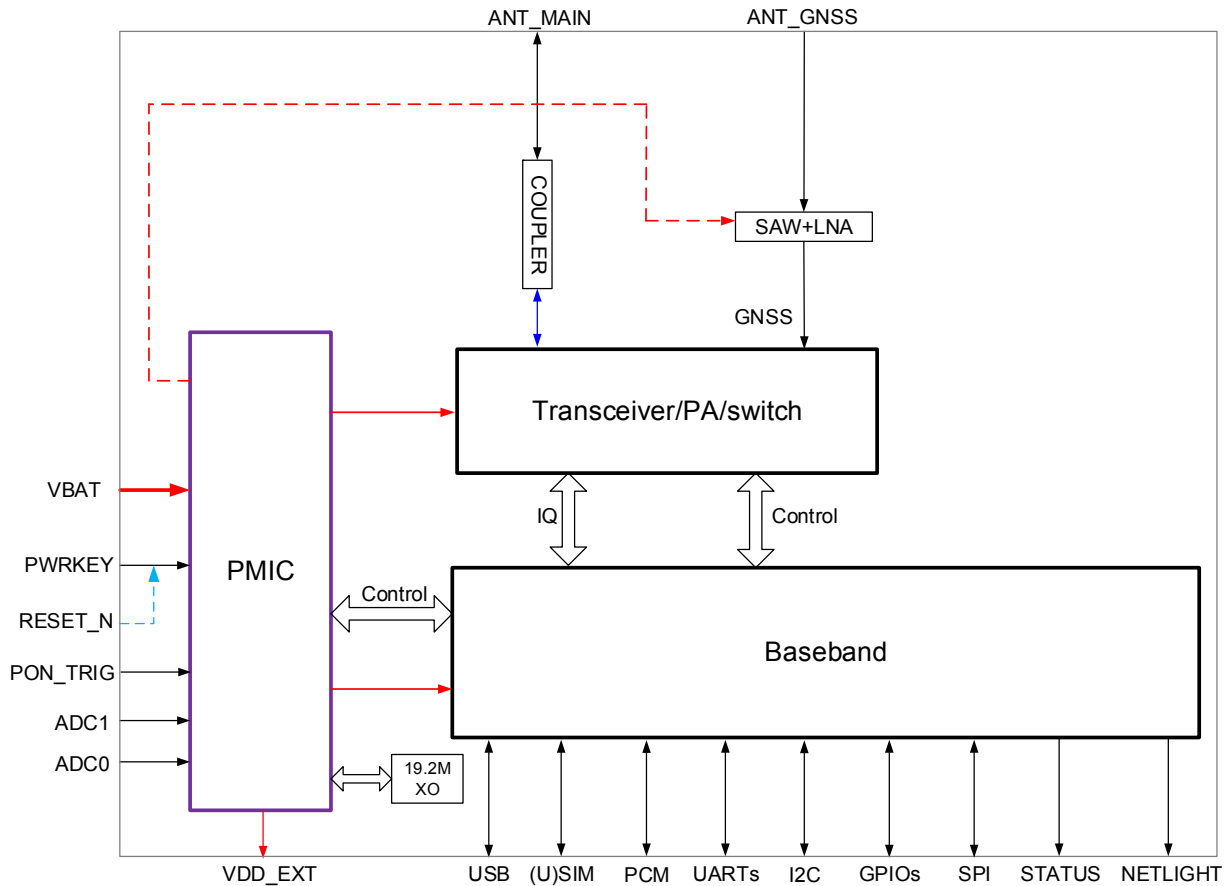 ANT_MAIN
ANT_GNSS
COUPLER
SAW+LNA
GNSS
Transceiver/PA/switch
VBAT
IQ
Control
PWRKEY
PMIC
Control
RESET_N
Baseband
PON_TRIG
ADC1
ADC0
19.2M
XO
VDD_EXT
USB
(U)SIM
PCM
UARTs
I2C
GPIOs
SPI
STATUS
NETLIGHT